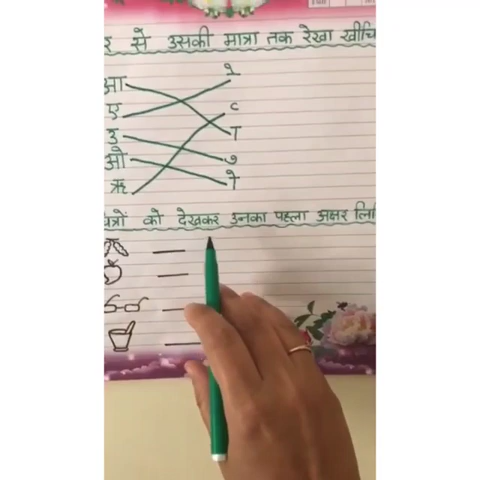 र से उसकी मात्रा तक रेखा खींचि
आ े
ए ृ
उ ा
ओ ु
ऋ ो
चित्रों को देखकर उनका पहला अक्षर लि